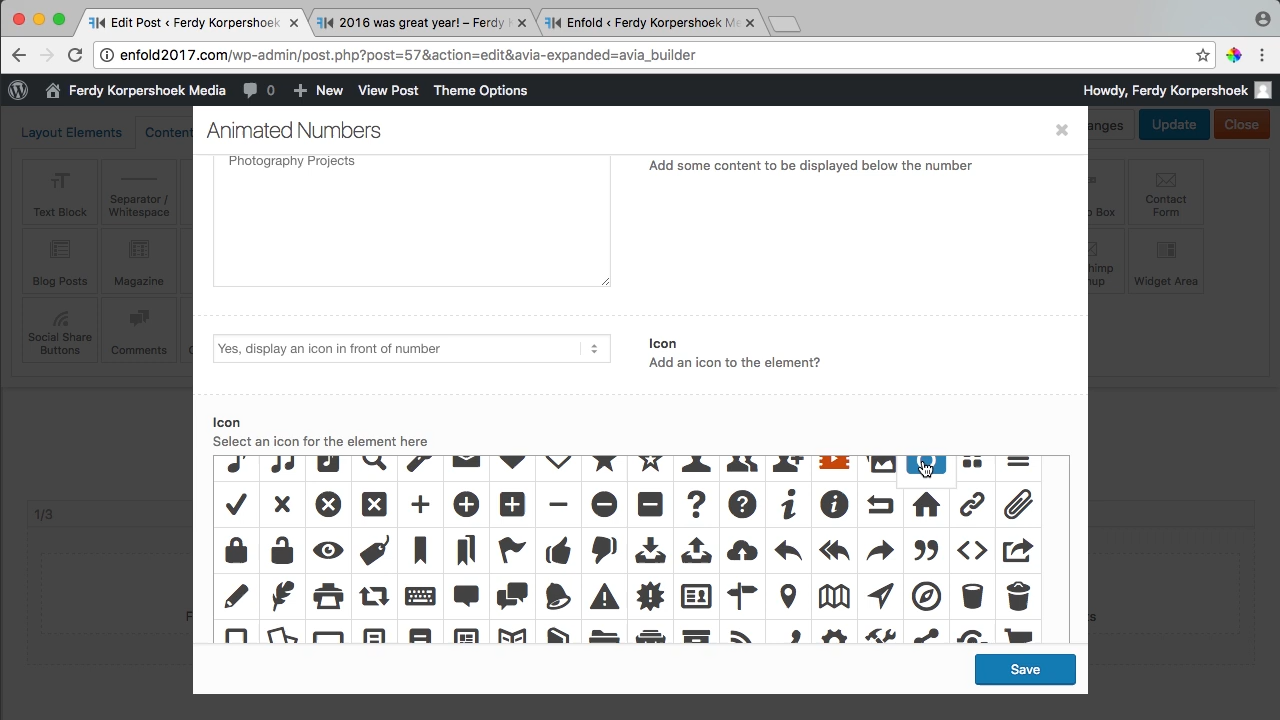 Edit Post ‹ Ferdy Korpershoek
2016 was great year! – Ferdy K
Enfold ‹ Ferdy Korpershoek Me
enfold2017.com/wp-admin/post.php?post=57&action=edit&avia-expanded=avia_builder
Ferdy Korpershoek Media
0
New
View Post
Theme Options
Howdy, Ferdy Korpershoek
Layout Elements
Conten
anges
Update
Close
Animated Numbers
Text Block
Separator / Whitespace
Box
Contact Form
Blog Posts
Magazine
himp
nup
Widget Area
Social Share Buttons
Comments
Photography Projects
Add some content to be displayed below the number
Yes, display an icon in front of number
Icon
Add an icon to the element?
Icon
Select an icon for the element here
1/3
Save